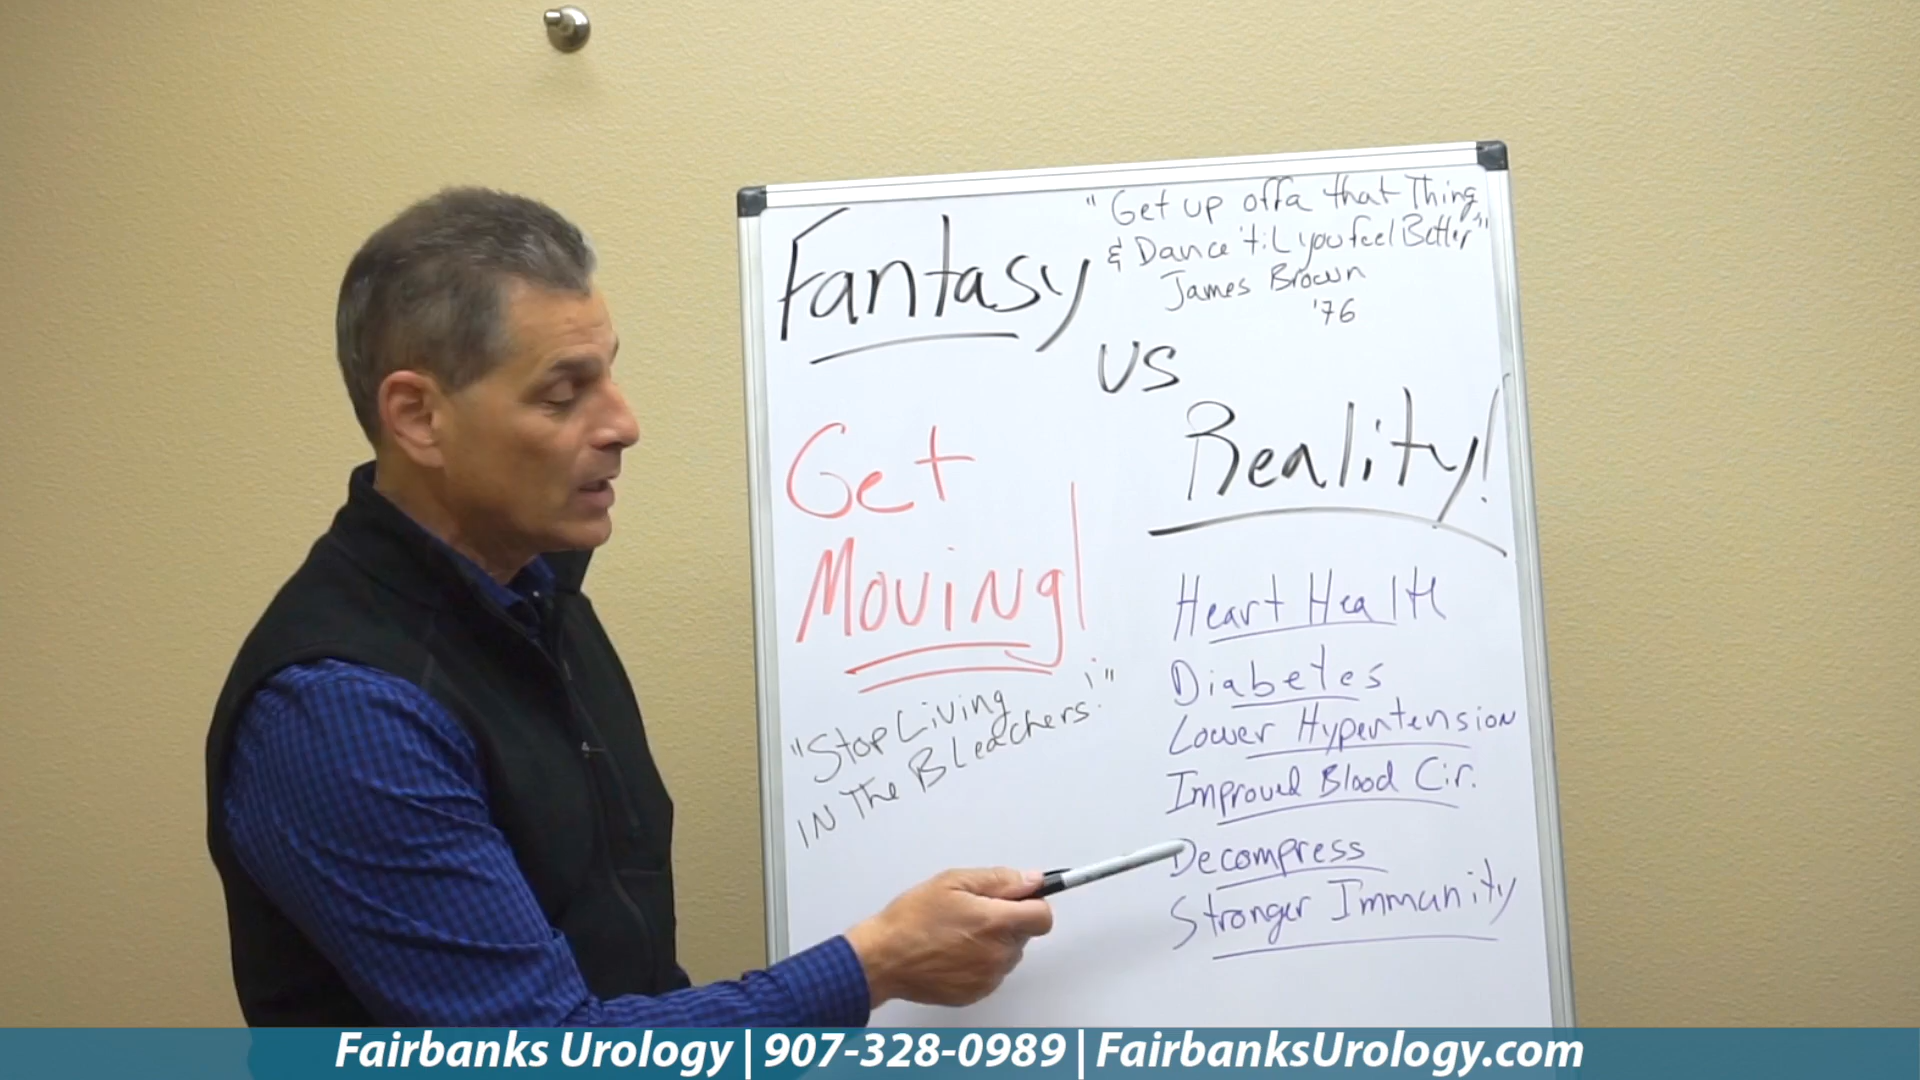 Fantasy
"Get up offa that Thing
& Dance 'til you feel Better"
James Brown
'76
vs
Reality!
Get
Moving!
"Stop Living
IN The Bleachers!"
Heart Health
Diabetes
Lower Hypertension
Improved Blood Cir.
Decompress
Stronger Immunity
Fairbanks Urology | 907-328-0989 | FairbanksUrology.com